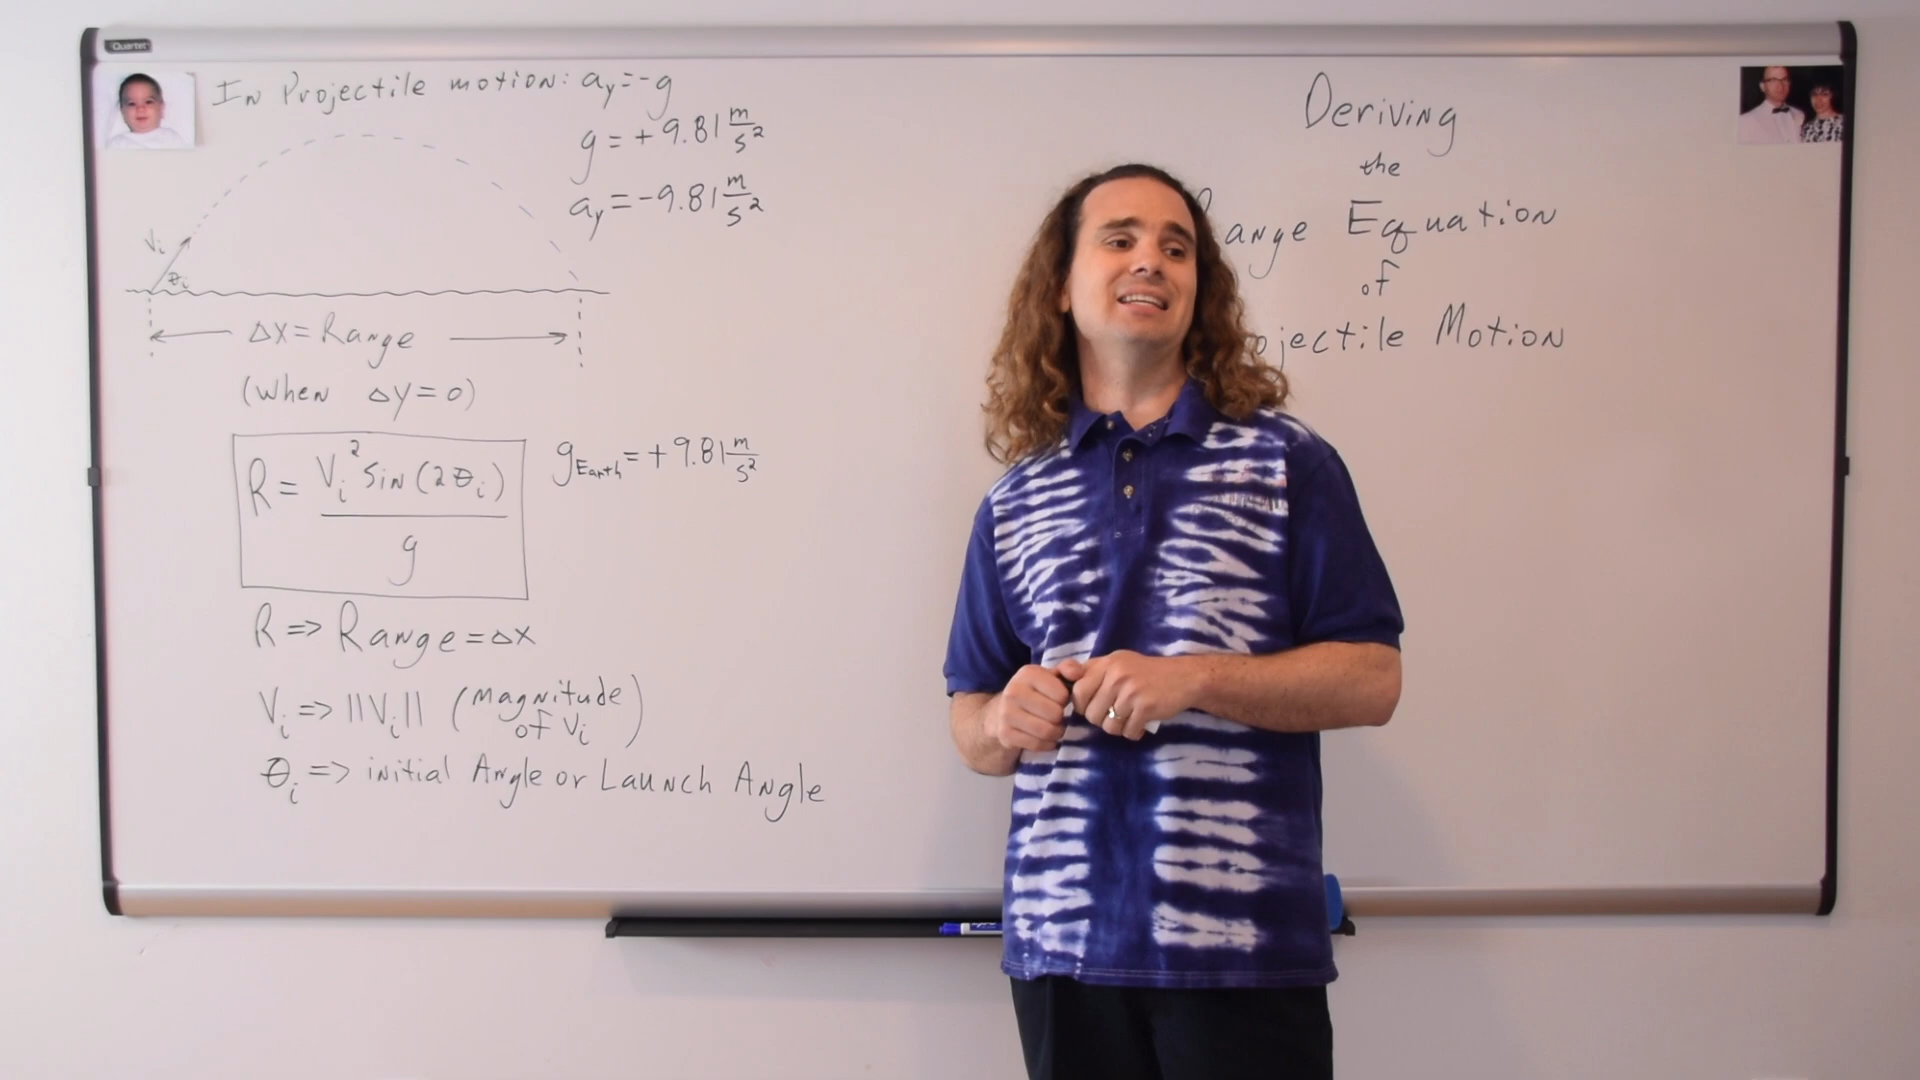 Quartet
In Projectile motion: ay=-g
g = +9.81 m/s²
ay = -9.81 m/s²
Vi
θi
Δx = Range
(When Δy = 0)
R = Vi² sin(2θi) / g
gEarth = +9.81 m/s²
R => Range = Δx
Vi => ||Vi|| (magnitude of Vi)
θi => initial Angle or Launch Angle
Deriving
the
ange Equation
of
ojectile Motion